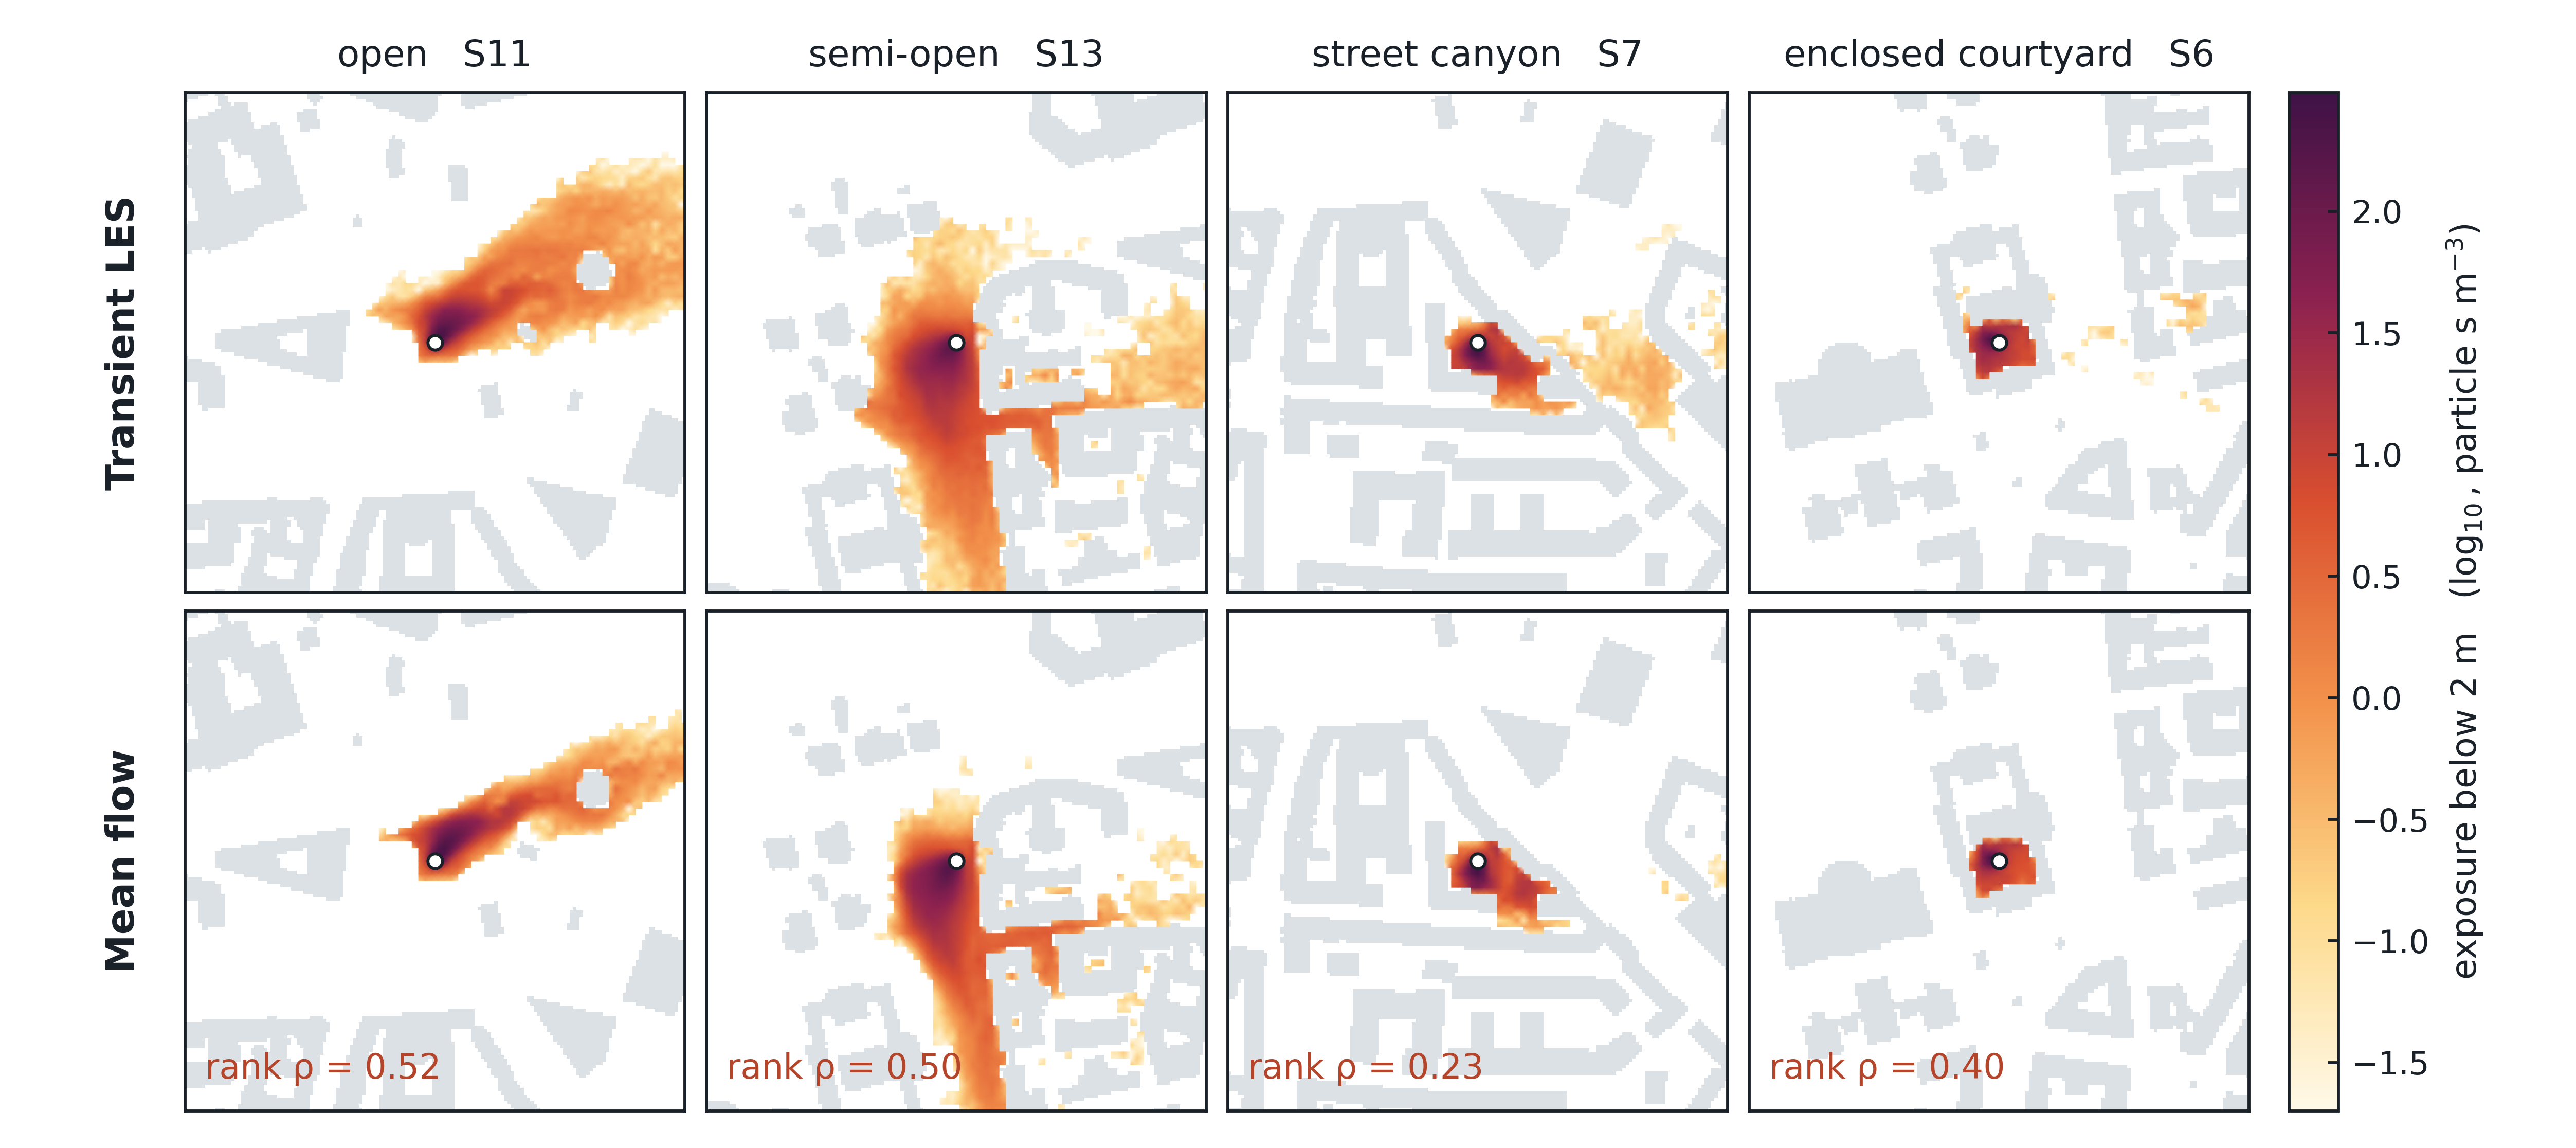 open S11
semi-open S13
street canyon S7
enclosed courtyard S6
Transient LES
Mean flow
rank ρ = 0.52
rank ρ = 0.50
rank ρ = 0.23
rank ρ = 0.40
2.0
1.5
1.0
0.5
0.0
−0.5
−1.0
−1.5
exposure below 2 m (log₁₀, particle s m⁻³)